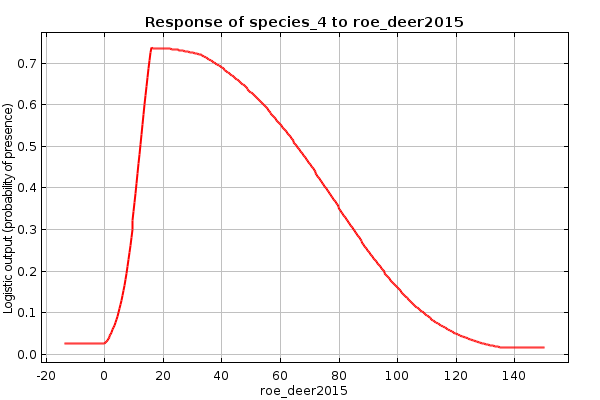 Response of species_4 to roe_deer2015
Logistic output (probability of presence)
0.7
0.6
0.5
0.4
0.3
0.2
0.1
0.0
-20 0 20 40 60 80 100 120 140
roe_deer2015